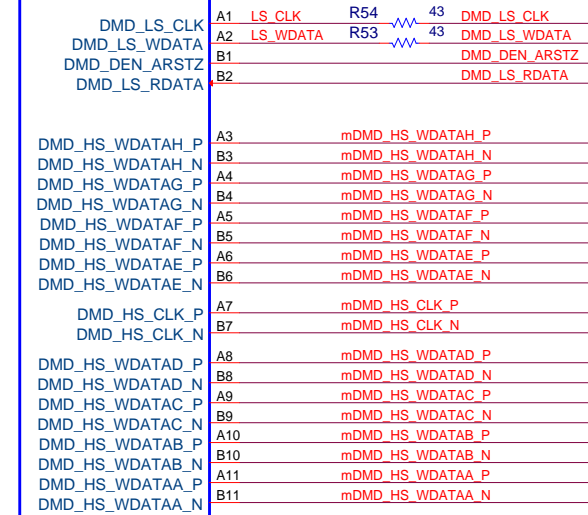 DMD_LS_CLK A1 LS_CLK R54 43 DMD_LS_CLK
DMD_LS_WDATA A2 LS_WDATA R53 43 DMD_LS_WDATA
DMD_DEN_ARSTZ B1 DMD_DEN_ARSTZ
DMD_LS_RDATA B2 DMD_LS_RDATA
DMD_HS_WDATAH_P A3 mDMD_HS_WDATAH_P
DMD_HS_WDATAH_N B3 mDMD_HS_WDATAH_N
DMD_HS_WDATAG_P A4 mDMD_HS_WDATAG_P
DMD_HS_WDATAG_N B4 mDMD_HS_WDATAG_N
DMD_HS_WDATAF_P A5 mDMD_HS_WDATAF_P
DMD_HS_WDATAF_N B5 mDMD_HS_WDATAF_N
DMD_HS_WDATAE_P A6 mDMD_HS_WDATAE_P
DMD_HS_WDATAE_N B6 mDMD_HS_WDATAE_N
DMD_HS_CLK_P A7 mDMD_HS_CLK_P
DMD_HS_CLK_N B7 mDMD_HS_CLK_N
DMD_HS_WDATAD_P A8 mDMD_HS_WDATAD_P
DMD_HS_WDATAD_N B8 mDMD_HS_WDATAD_N
DMD_HS_WDATAC_P A9 mDMD_HS_WDATAC_P
DMD_HS_WDATAC_N B9 mDMD_HS_WDATAC_N
DMD_HS_WDATAB_P A10 mDMD_HS_WDATAB_P
DMD_HS_WDATAB_N B10 mDMD_HS_WDATAB_N
DMD_HS_WDATAA_P A11 mDMD_HS_WDATAA_P
DMD_HS_WDATAA_N B11 mDMD_HS_WDATAA_N